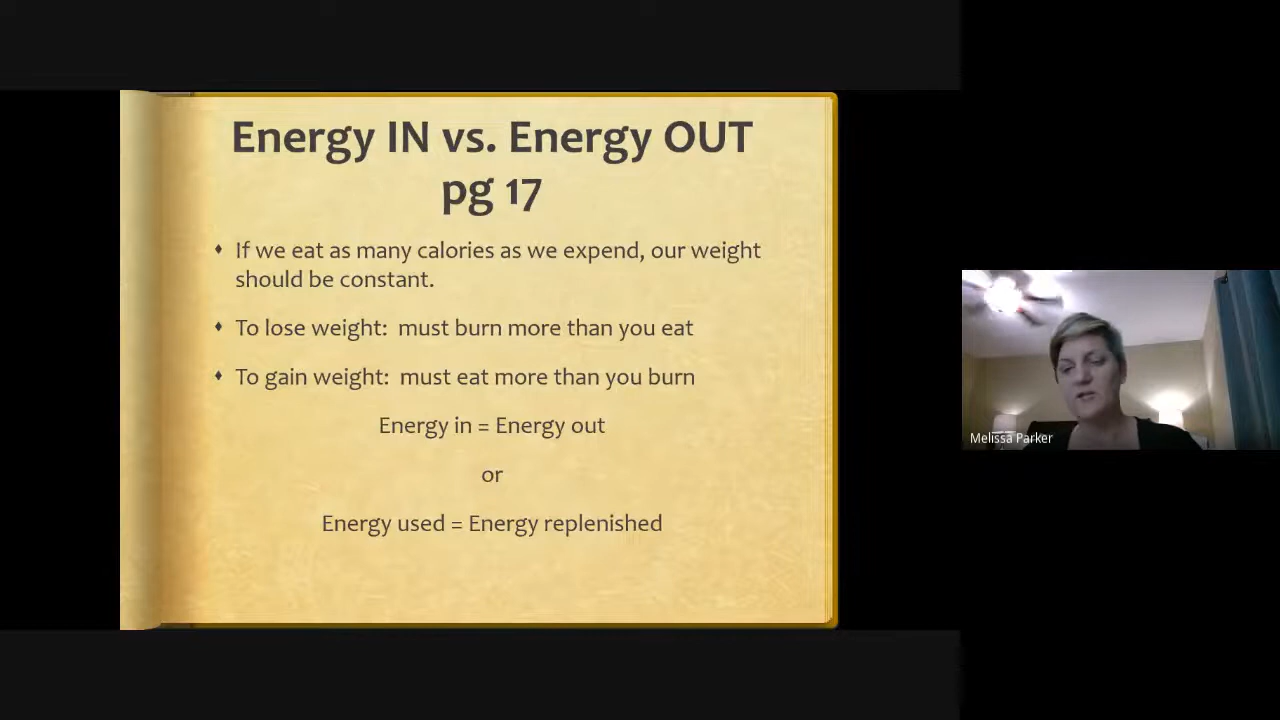 Energy IN vs. Energy OUT
pg 17
♦ If we eat as many calories as we expend, our weight
should be constant.
♦ To lose weight:  must burn more than you eat
♦ To gain weight:  must eat more than you burn
Energy in = Energy out
or
Energy used = Energy replenished
Melissa Parker